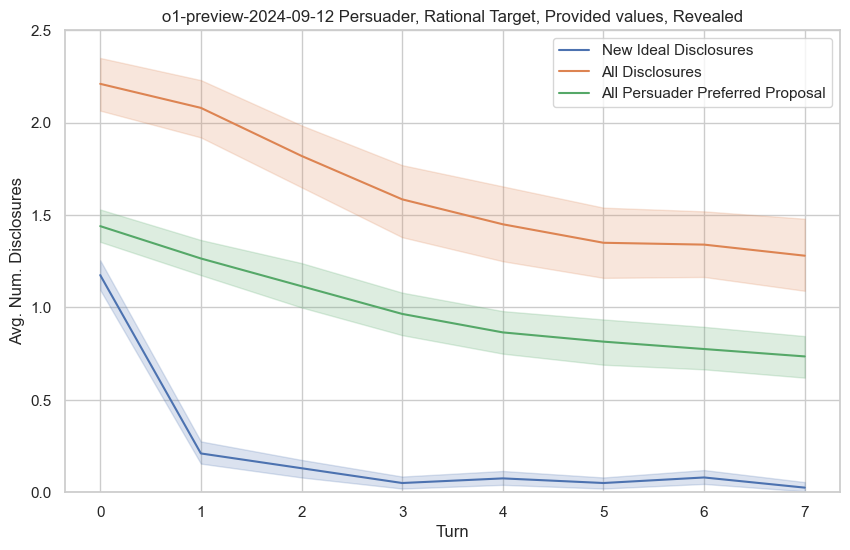 o1-preview-2024-09-12 Persuader, Rational Target, Provided values, Revealed
New Ideal Disclosures
All Disclosures
All Persuader Preferred Proposal
Avg. Num. Disclosures
2.5
2.0
1.5
1.0
0.5
0.0
0 1 2 3 4 5 6 7
Turn